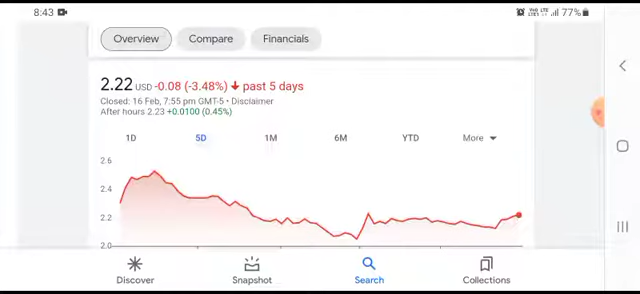 8:43
77%
Overview
Compare
Financials
2.22 USD -0.08 (-3.48%) past 5 days
Closed: 16 Feb, 7:55 pm GMT-5 • Disclaimer
After hours 2.23 +0.0100 (0.45%)
1D
5D
1M
6M
YTD
More
2.6
2.4
2.2
2.0
Discover
Snapshot
Search
Collections